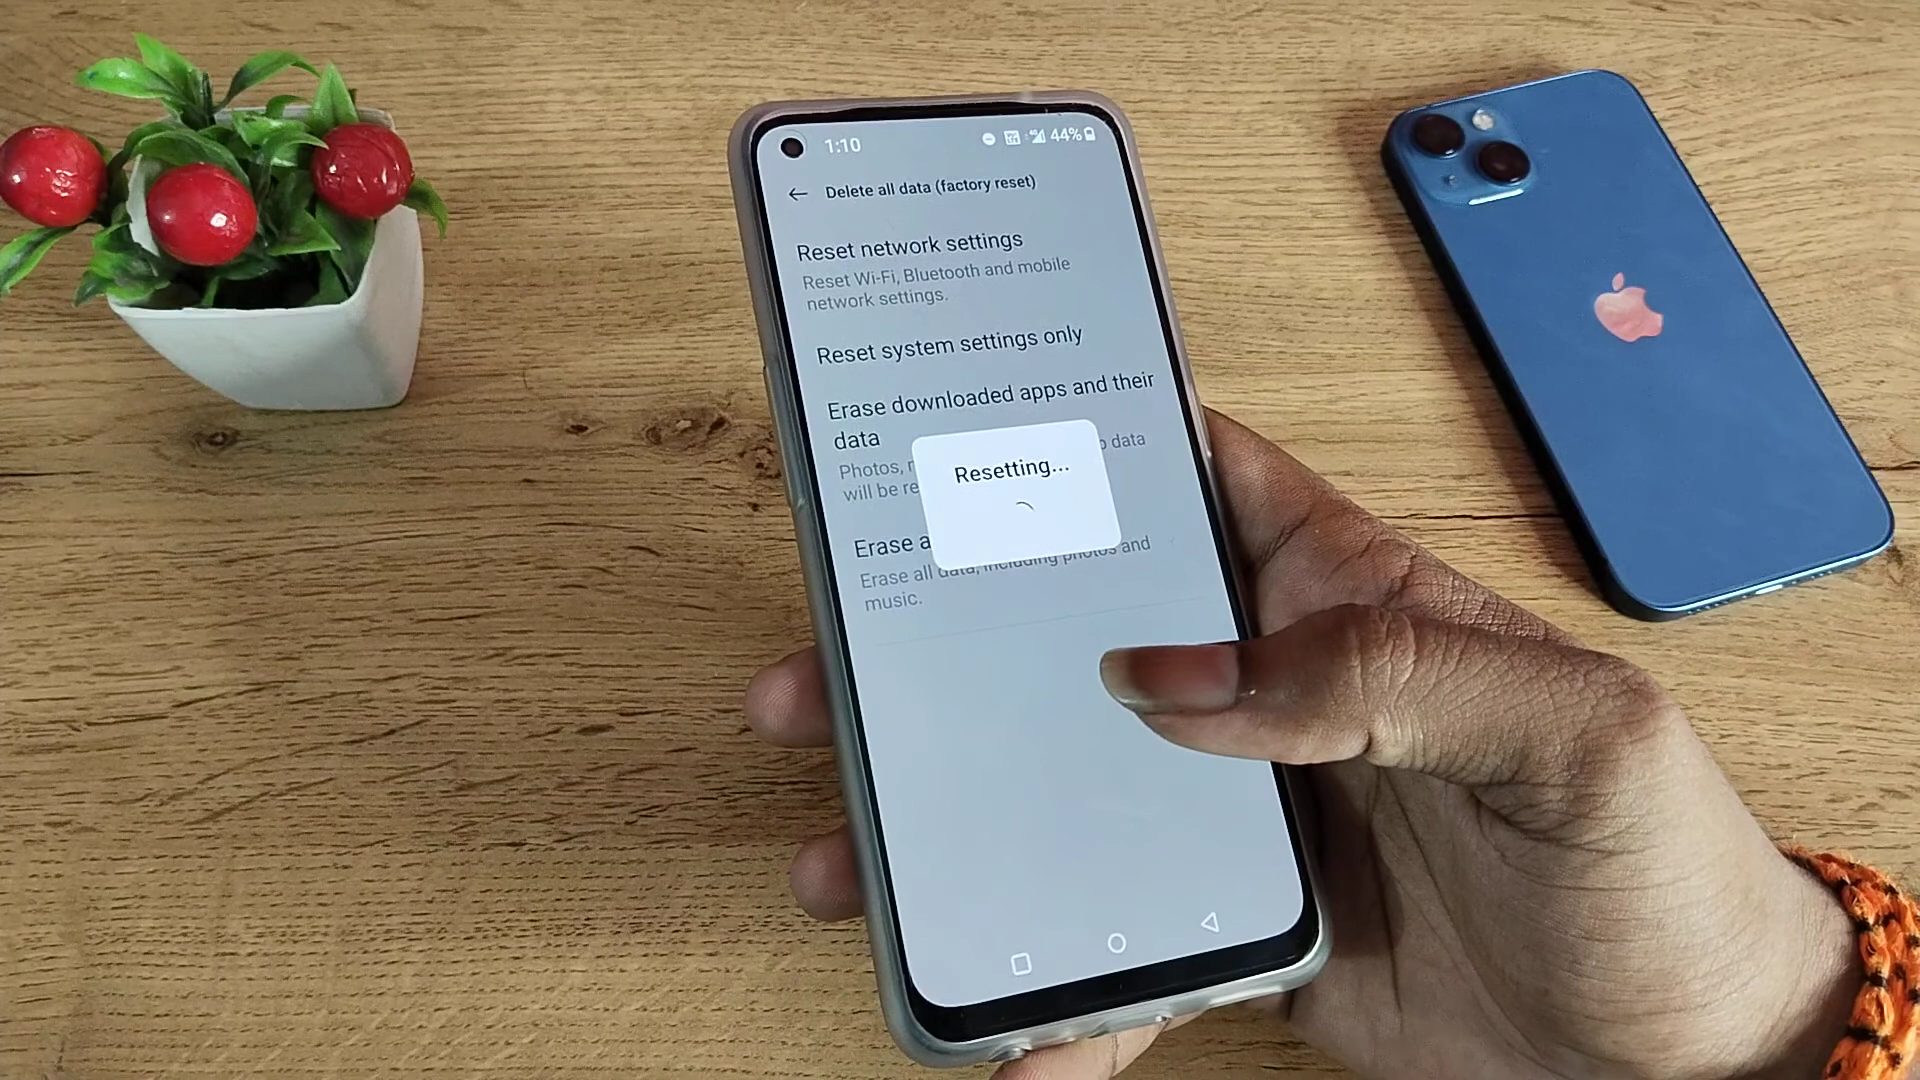 1:10 44%
Delete all data (factory reset)
Reset network settings
Reset Wi-Fi, Bluetooth and mobile
network settings.
Reset system settings only
Erase downloaded apps and their
data
Photos, data
will be
Resetting...
Erase
Erase all data, including photos and
music.